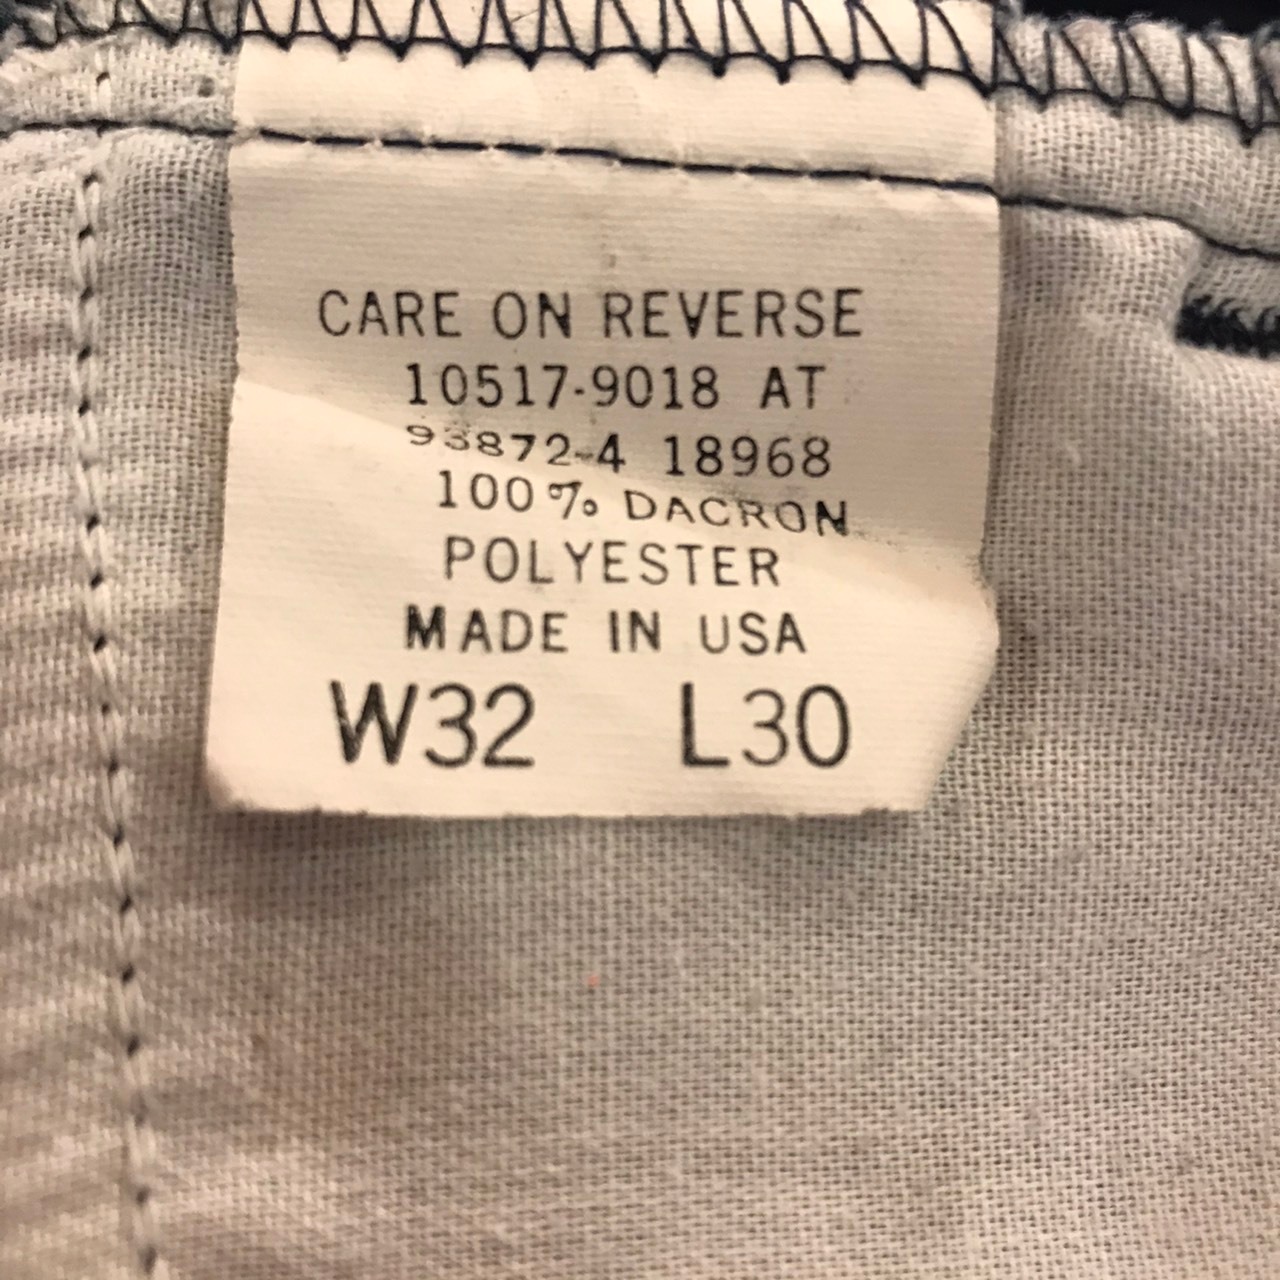 CARE ON REVERSE
10517-9018 AT
93872-4 18968
100% DACRON
POLYESTER
MADE IN USA
W32 L30